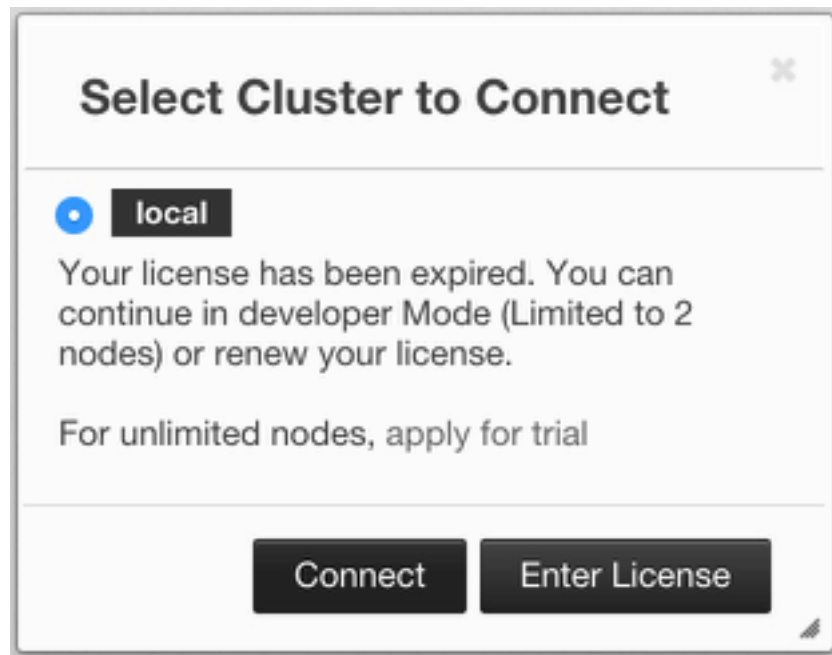 Select Cluster to Connect
local
Your license has been expired. You can
continue in developer Mode (Limited to 2
nodes) or renew your license.
For unlimited nodes, apply for trial
Connect
Enter License